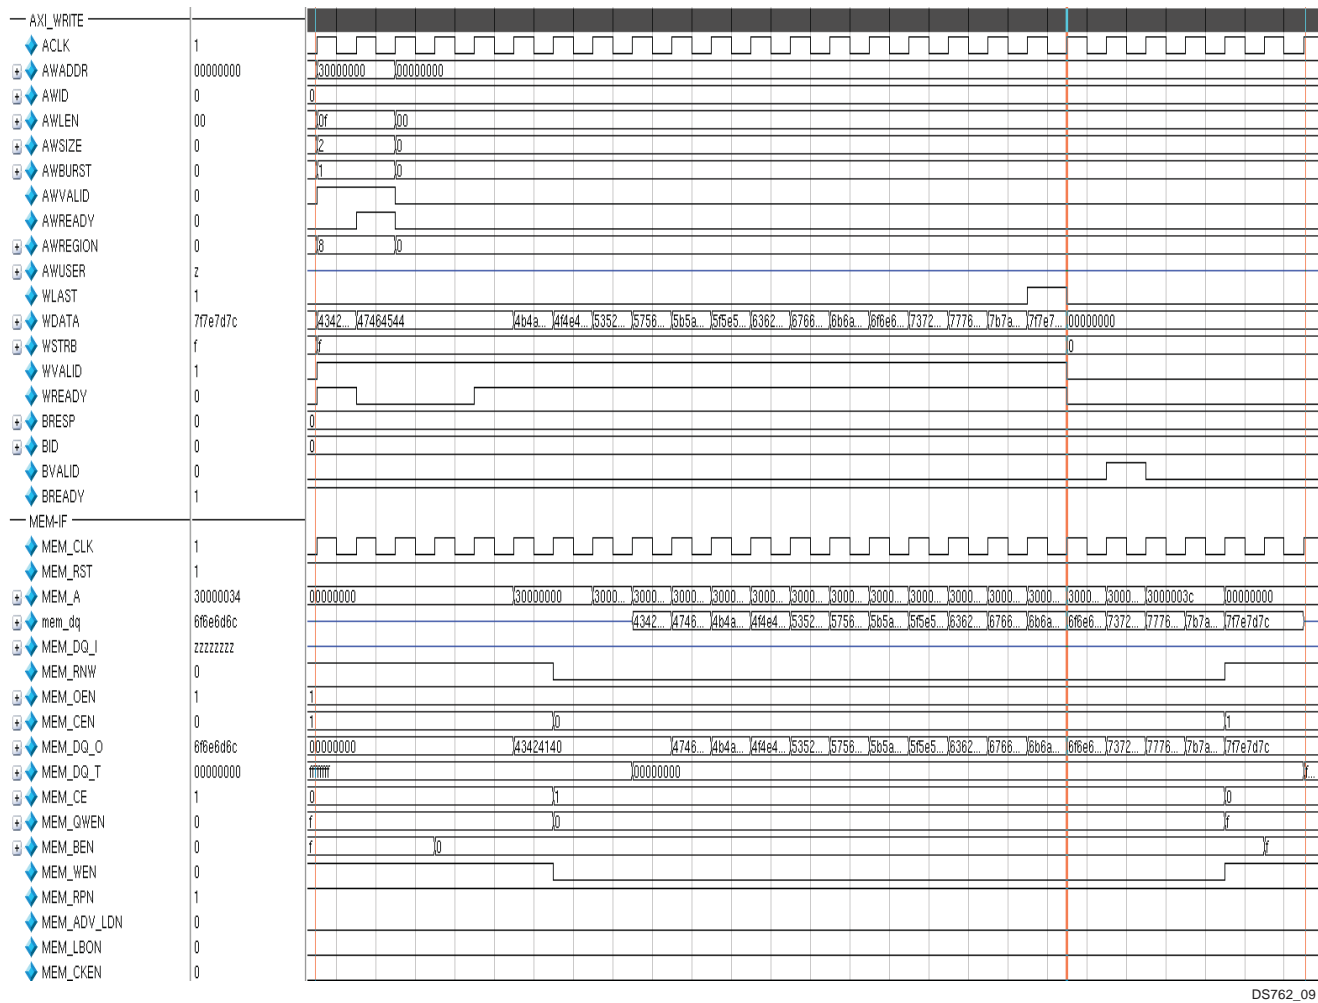 AXI_WRITE
ACLK 1
AWADDR 00000000 30000000 00000000
AWID 0 0
AWLEN 00 0f 00
AWSIZE 0 2 0
AWBURST 0 1 0
AWVALID 0
AWREADY 0
AWREGION 0 8 0
AWUSER z
WLAST 1
WDATA 7f7e7d7c 4342... 47464544 4b4a... 4f4e4... 5352... 5756... 5b5a... 5f5e5... 6362... 6766... 6b6a... 6f6e6... 7372... 7776... 7b7a... 7f7e7... 00000000
WSTRB f f 0
WVALID 1
WREADY 0
BRESP 0 0
BID 0 0
BVALID 0
BREADY 1
MEM-IF
MEM_CLK 1
MEM_RST 1
MEM_A 30000034 00000000 30000000 3000... 3000... 3000... 3000... 3000... 3000... 3000... 3000... 3000... 3000... 3000... 3000... 3000... 3000... 3000003c 00000000
mem_dq 6f6e6d6c 4342... 4746... 4b4a... 4f4e4... 5352... 5756... 5b5a... 5f5e5... 6362... 6766... 6b6a... 6f6e6... 7372... 7776... 7b7a... 7f7e7d7c
MEM_DQ_I zzzzzzzz
MEM_RNW 0
MEM_OEN 1 1
MEM_CEN 0 1 0 1
MEM_DQ_O 6f6e6d6c 00000000 43424140 4746... 4b4a... 4f4e4... 5352... 5756... 5b5a... 5f5e5... 6362... 6766... 6b6a... 6f6e6... 7372... 7776... 7b7a... 7f7e7d7c
MEM_DQ_T 00000000 ffffffff 00000000 f...
MEM_CE 1 0 1 0
MEM_QWEN 0 f 0 f
MEM_BEN 0 f 0 f
MEM_WEN 0
MEM_RPN 1
MEM_ADV_LDN 0
MEM_LBON 0
MEM_CKEN 0
DS762_09